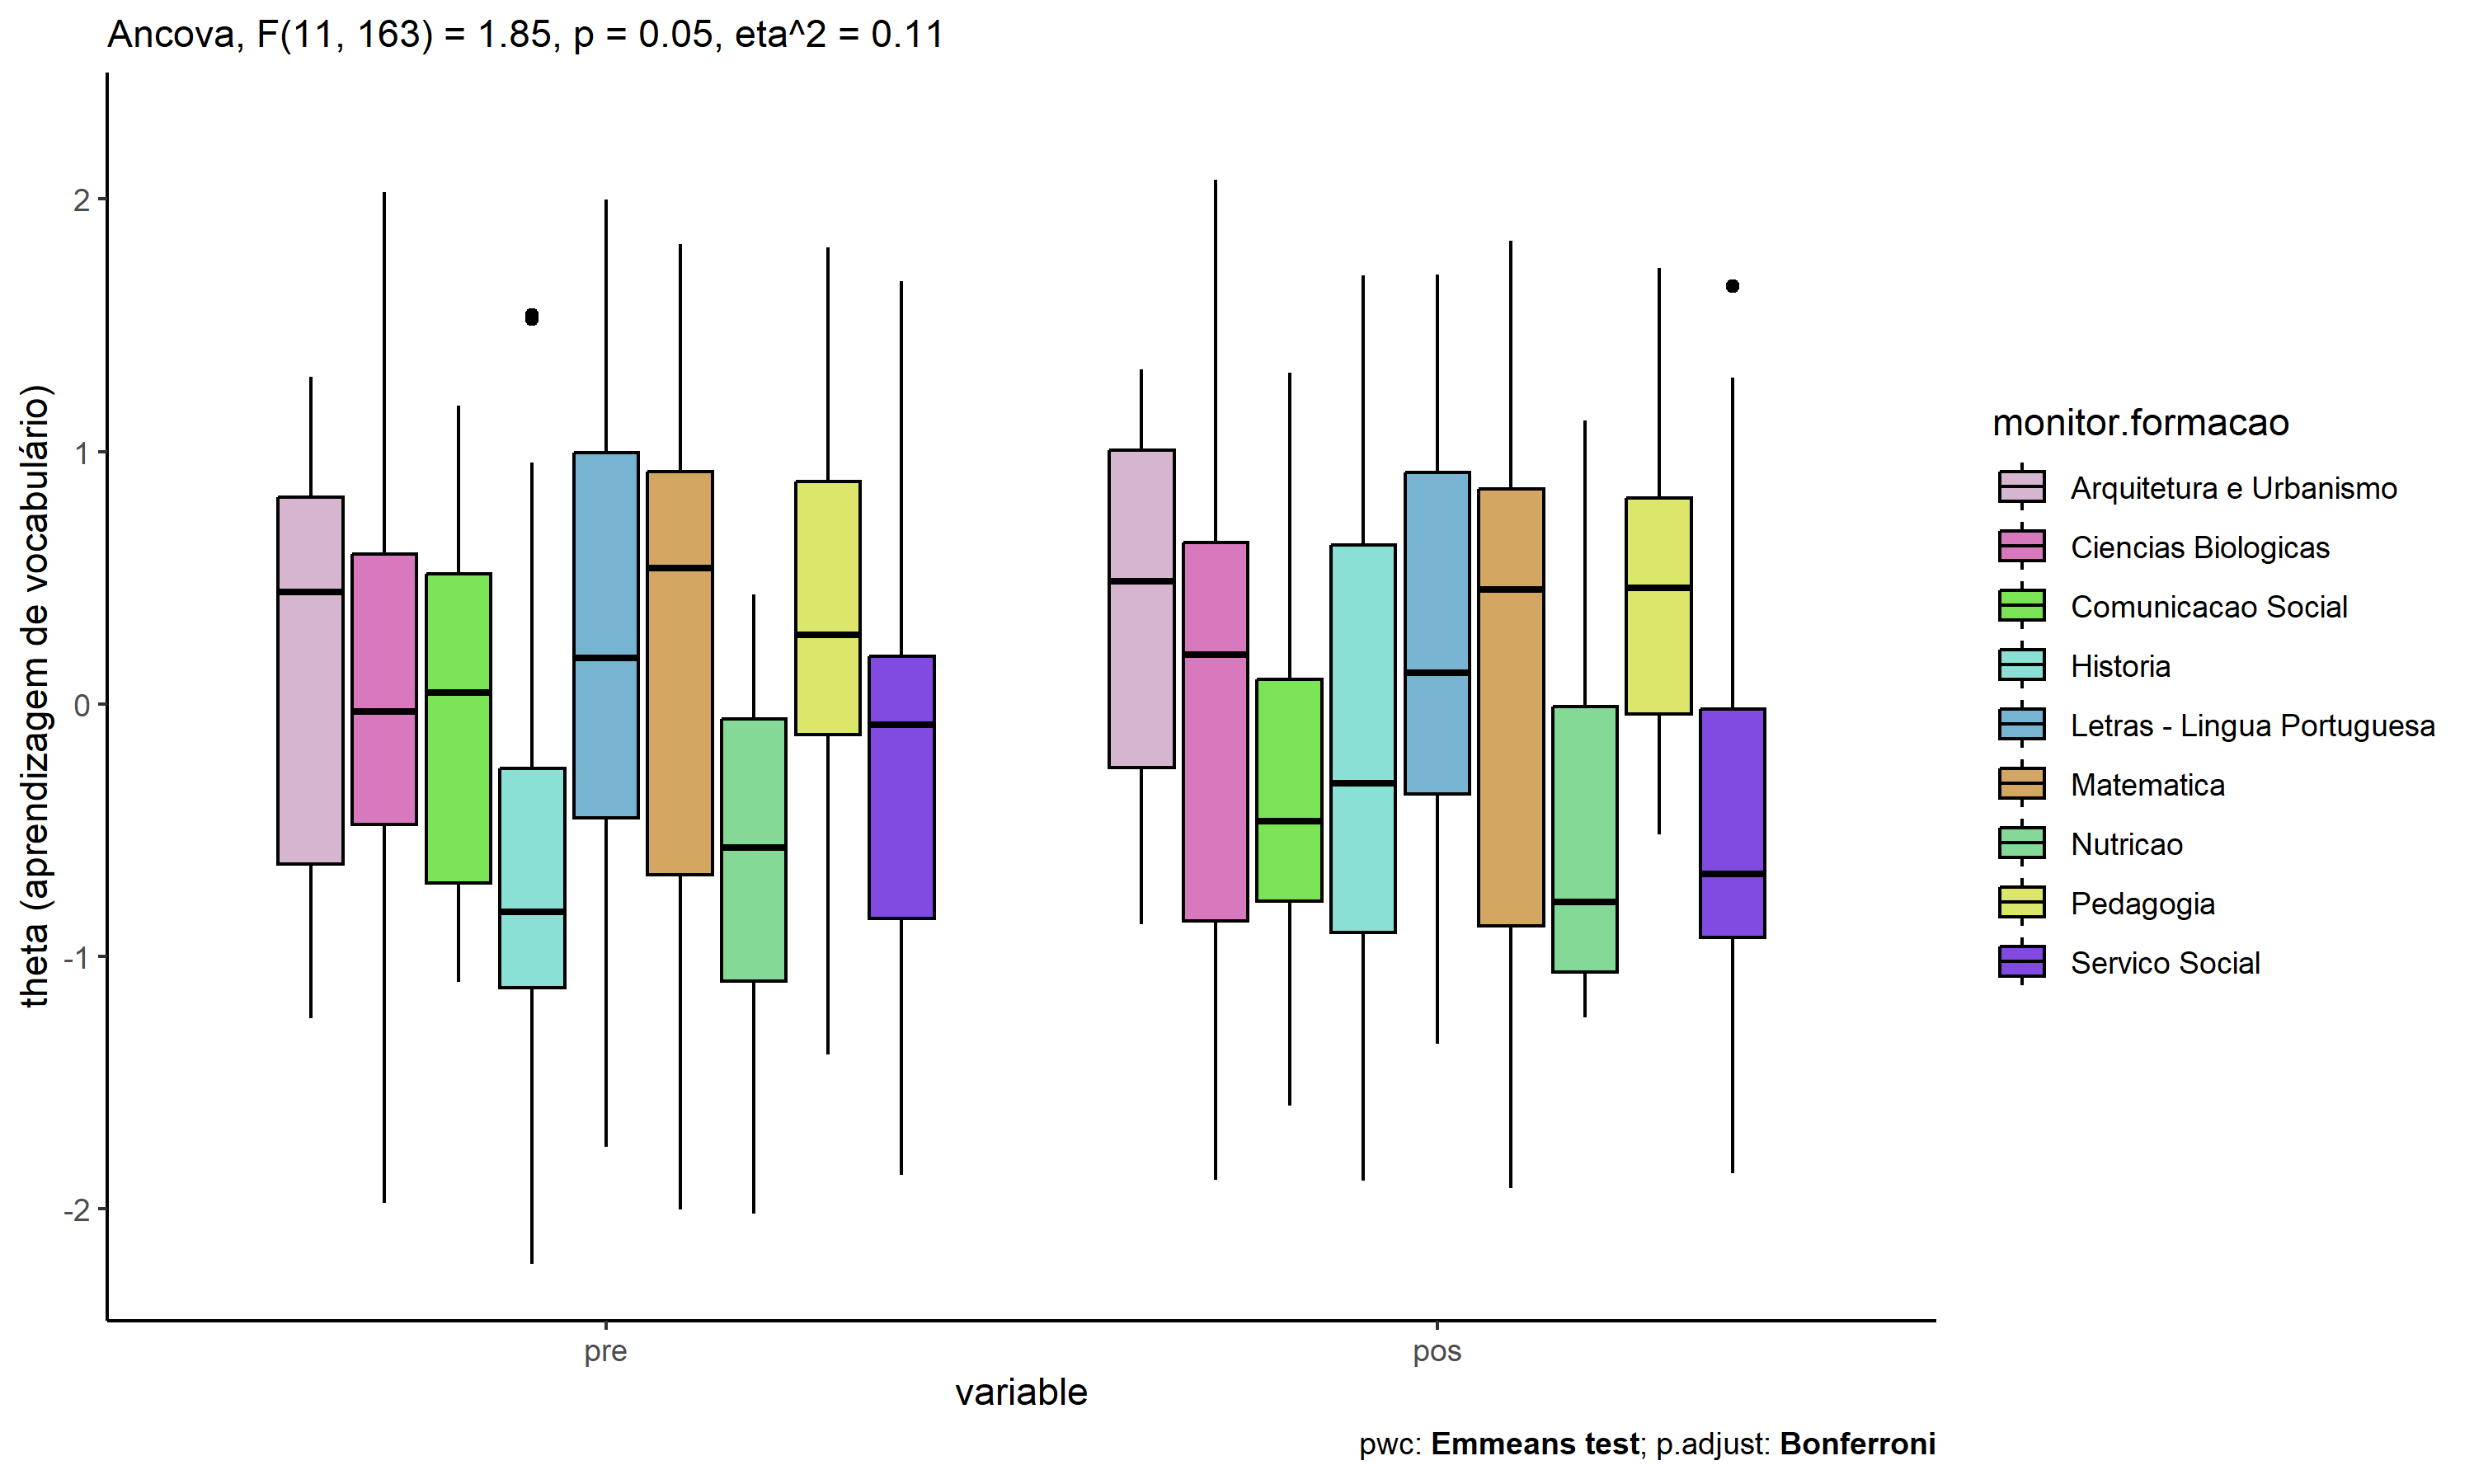 Ancova, F(11, 163) = 1.85, p = 0.05, eta^2 = 0.11
theta (aprendizagem de vocabulário)
2
1
0
-1
-2
pre
pos
variable
monitor.formacao
Arquitetura e Urbanismo
Ciencias Biologicas
Comunicacao Social
Historia
Letras - Lingua Portuguesa
Matematica
Nutricao
Pedagogia
Servico Social
pwc: Emmeans test; p.adjust: Bonferroni